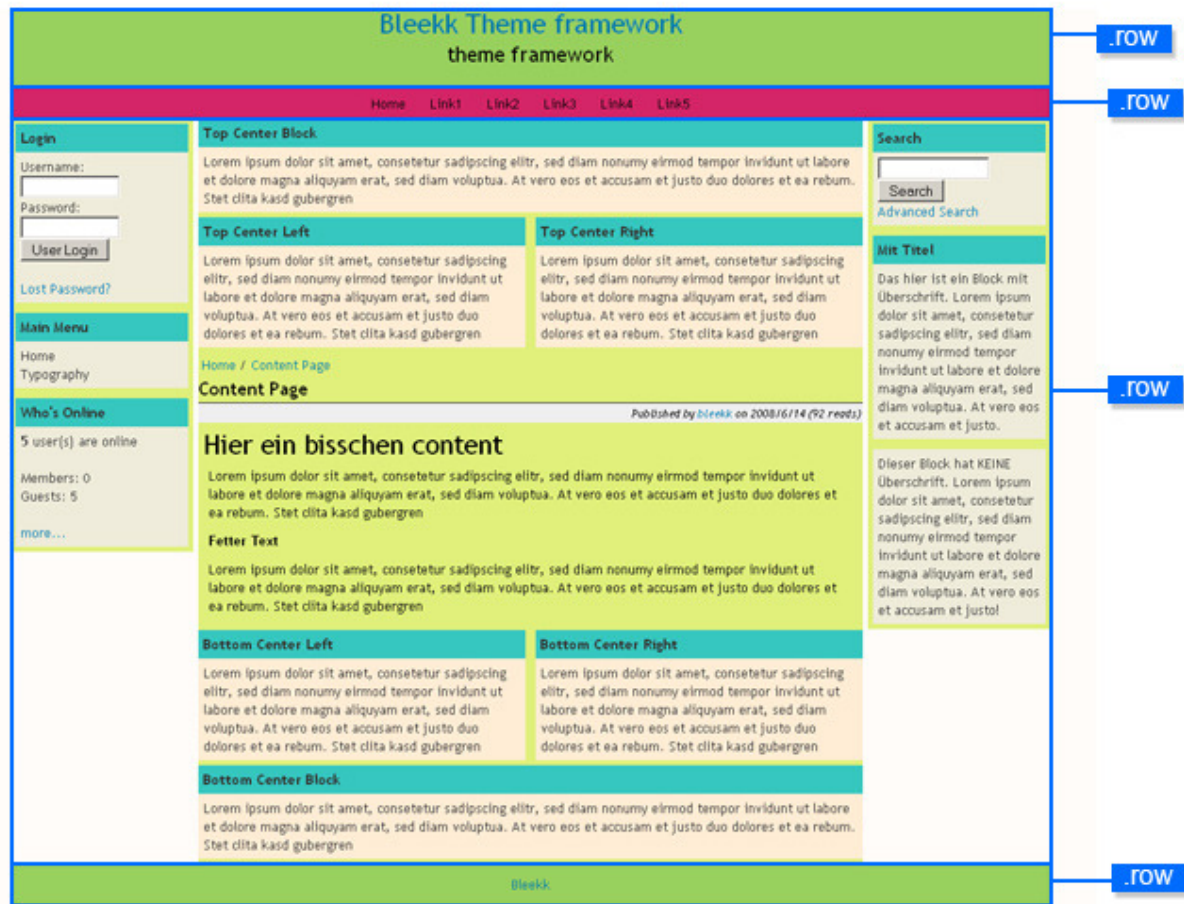 Bleekk Theme framework
theme framework
.row
Home Link1 Link2 Link3 Link4 Link5
.row
Login
Username:
Password:
User Login
Lost Password?
Main Menu
Home
Typography
Who's Online
5 user(s) are online
Members: 0
Guests: 5
more...
Top Center Block
Lorem ipsum dolor sit amet, consetetur sadipscing elitr, sed diam nonumy eirmod tempor invidunt ut labore
et dolore magna aliquyam erat, sed diam voluptua. At vero eos et accusam et justo duo dolores et ea rebum.
Stet clita kasd gubergren
Top Center Left
Lorem ipsum dolor sit amet, consetetur sadipscing
elitr, sed diam nonumy eirmod tempor invidunt ut
labore et dolore magna aliquyam erat, sed diam
voluptua. At vero eos et accusam et justo duo
dolores et ea rebum. Stet clita kasd gubergren
Top Center Right
Lorem ipsum dolor sit amet, consetetur sadipscing
elitr, sed diam nonumy eirmod tempor invidunt ut
labore et dolore magna aliquyam erat, sed diam
voluptua. At vero eos et accusam et justo duo
dolores et ea rebum. Stet clita kasd gubergren
Home / Content Page
Content Page
Published by bleekk on 2008/6/14 (92 reads)
Hier ein bisschen content
Lorem ipsum dolor sit amet, consetetur sadipscing elitr, sed diam nonumy eirmod tempor invidunt ut
labore et dolore magna aliquyam erat, sed diam voluptua. At vero eos et accusam et justo duo dolores et
ea rebum. Stet clita kasd gubergren
Fetter Text
Lorem ipsum dolor sit amet, consetetur sadipscing elitr, sed diam nonumy eirmod tempor invidunt ut
labore et dolore magna aliquyam erat, sed diam voluptua. At vero eos et accusam et justo duo dolores et
ea rebum. Stet clita kasd gubergren
Bottom Center Left
Lorem ipsum dolor sit amet, consetetur sadipscing
elitr, sed diam nonumy eirmod tempor invidunt ut
labore et dolore magna aliquyam erat, sed diam
voluptua. At vero eos et accusam et justo duo
dolores et ea rebum. Stet clita kasd gubergren
Bottom Center Right
Lorem ipsum dolor sit amet, consetetur sadipscing
elitr, sed diam nonumy eirmod tempor invidunt ut
labore et dolore magna aliquyam erat, sed diam
voluptua. At vero eos et accusam et justo duo
dolores et ea rebum. Stet clita kasd gubergren
Bottom Center Block
Lorem ipsum dolor sit amet, consetetur sadipscing elitr, sed diam nonumy eirmod tempor invidunt ut labore
et dolore magna aliquyam erat, sed diam voluptua. At vero eos et accusam et justo duo dolores et ea rebum.
Stet clita kasd gubergren
Search
Search
Advanced Search
Mit Titel
Das hier ist ein Block mit
Überschrift. Lorem ipsum
dolor sit amet, consetetur
sadipscing elitr, sed diam
nonumy eirmod tempor
invidunt ut labore et dolore
magna aliquyam erat, sed
diam voluptua. At vero eos
et accusam et justo.
Dieser Block hat KEINE
Überschrift. Lorem ipsum
dolor sit amet, consetetur
sadipscing elitr, sed diam
nonumy eirmod tempor
invidunt ut labore et dolore
magna aliquyam erat, sed
diam voluptua. At vero eos
et accusam et justo!
.row
Bleekk
.row